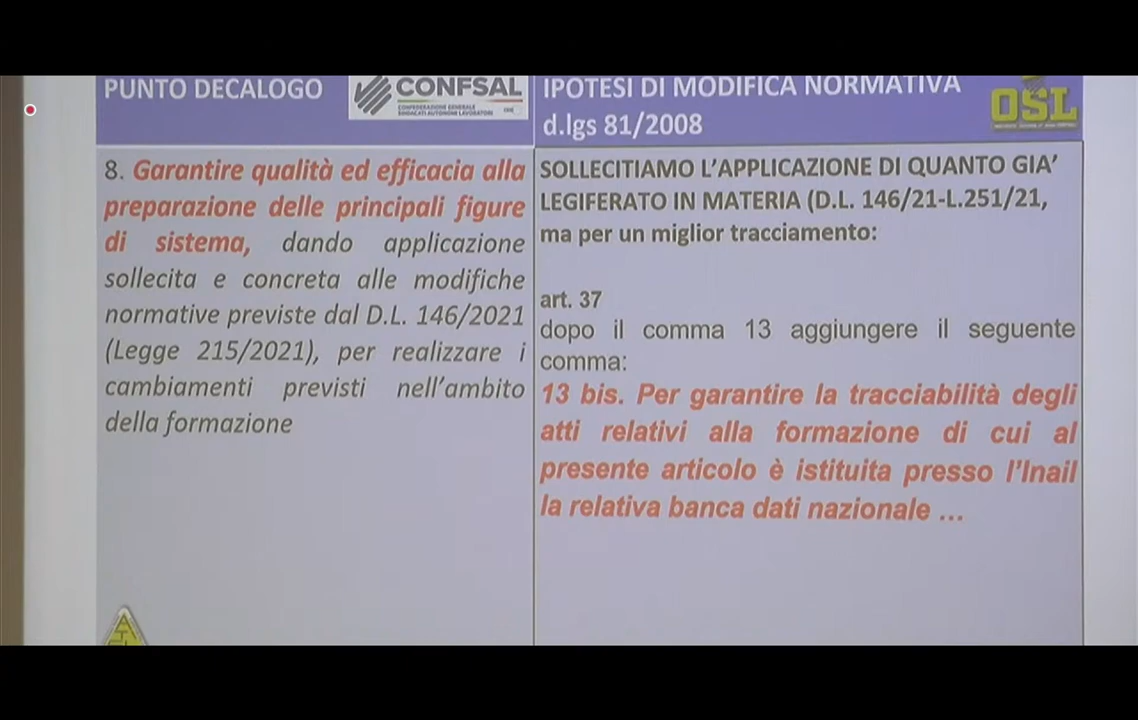 PUNTO DECALOGO
CONFSAL
CONFEDERAZIONE GENERALE
SINDACATI AUTONOMI LAVORATORI
IPOTESI DI MODIFICA NORMATIVA
d.lgs 81/2008
OSL
8. Garantire qualità ed efficacia alla
preparazione delle principali figure
di sistema, dando applicazione
sollecita e concreta alle modifiche
normative previste dal D.L. 146/2021
(Legge 215/2021), per realizzare i
cambiamenti previsti nell'ambito
della formazione
SOLLECITIAMO L'APPLICAZIONE DI QUANTO GIA'
LEGIFERATO IN MATERIA (D.L. 146/21-L.251/21,
ma per un miglior tracciamento:
art. 37
dopo il comma 13 aggiungere il seguente
comma:
13 bis. Per garantire la tracciabilità degli
atti relativi alla formazione di cui al
presente articolo è istituita presso l'Inail
la relativa banca dati nazionale ...